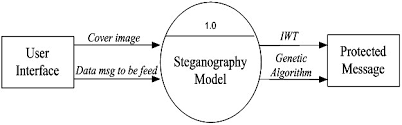 User
Interface
Cover image
Data msg to be feed
1.0
Steganography
Model
IWT
Genetic
Algorithm
Protected
Message